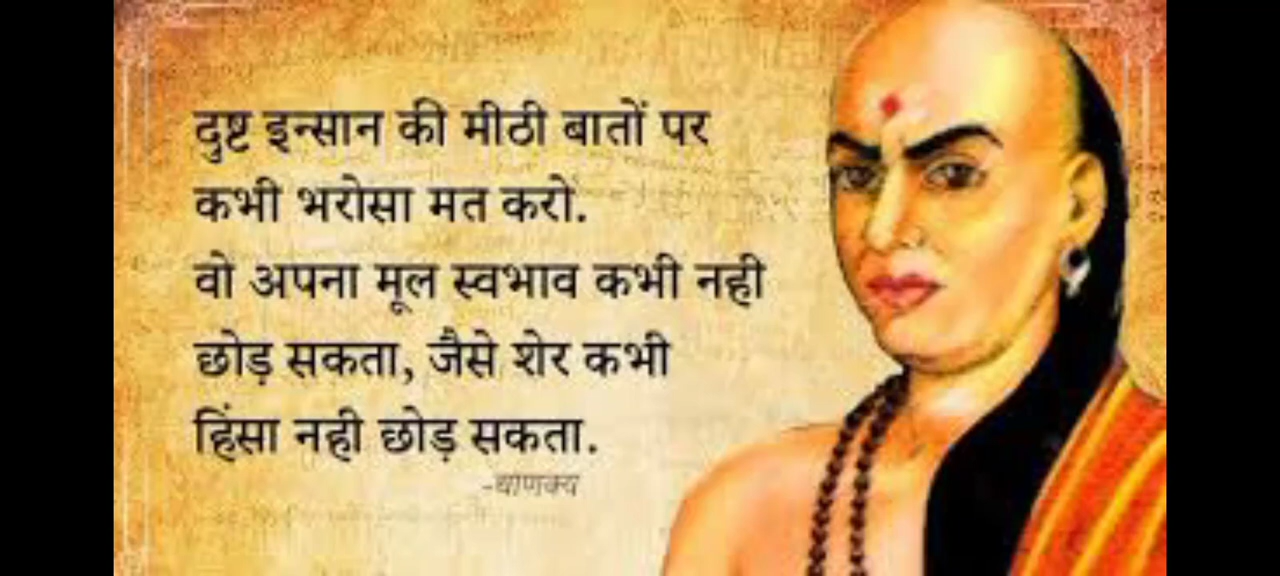 दुष्ट इन्सान की मीठी बातों पर
कभी भरोसा मत करो.
वो अपना मूल स्वभाव कभी नही
छोड़ सकता, जैसे शेर कभी
हिंसा नही छोड़ सकता.
-चाणक्य